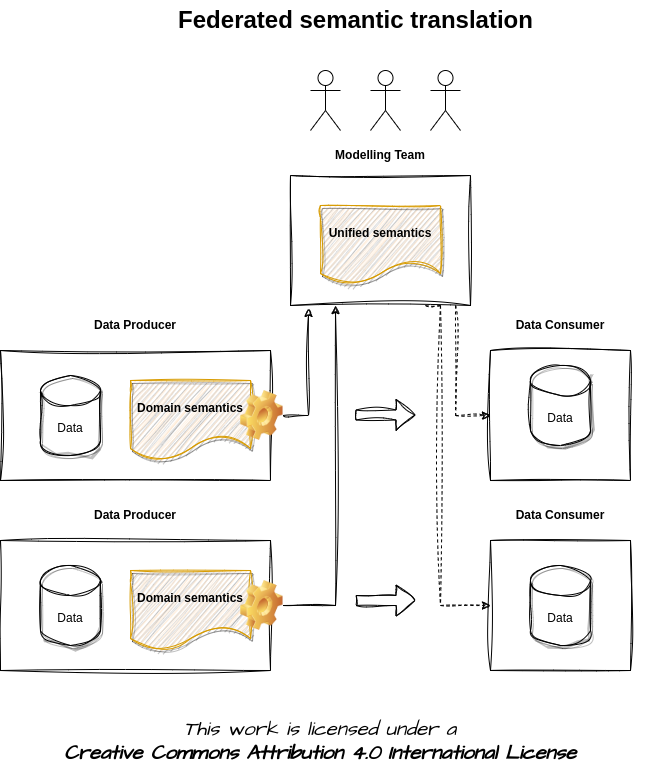 Federated semantic translation
Modelling Team
Unified semantics
Data Producer
Data Consumer
Data
Domain semantics
Data
Data Producer
Data Consumer
Data
Domain semantics
Data
This work is licensed under a
Creative Commons Attribution 4.0 International License